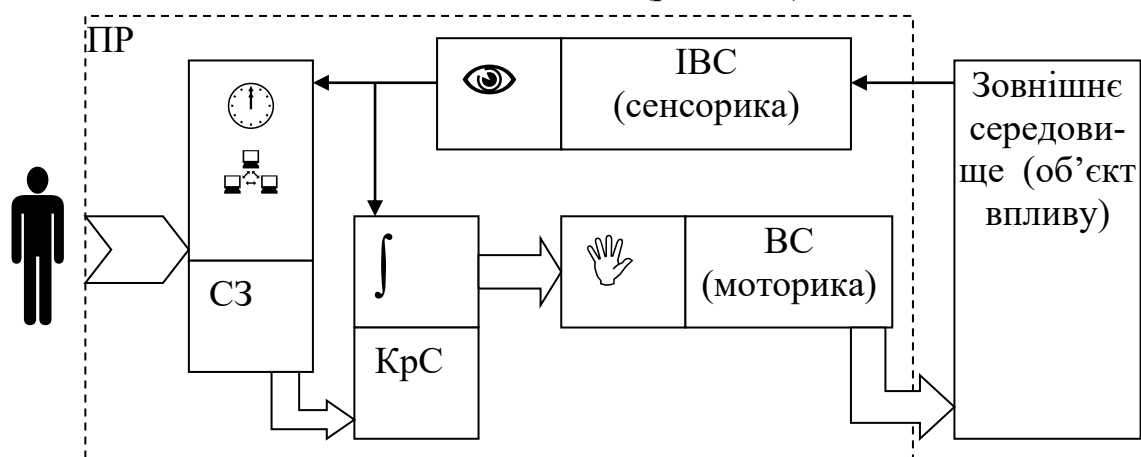 ПР
ІВС
(сенсорика)
Зовнішнє
середови-
ще (об’єкт
впливу)
СЗ
∫
ВС
(моторика)
КрС